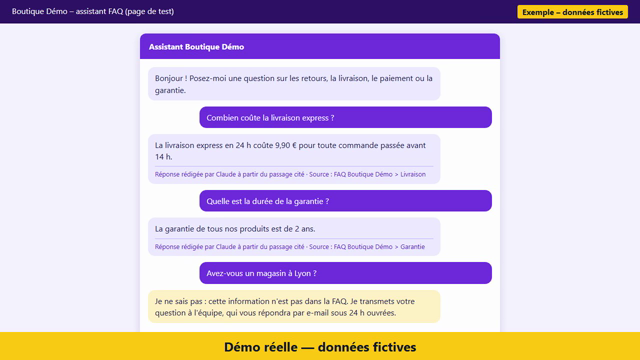 Boutique Démo – assistant FAQ (page de test)
Exemple – données fictives
Assistant Boutique Démo
Bonjour ! Posez-moi une question sur les retours, la livraison, le paiement ou la
garantie.
Combien coûte la livraison express ?
La livraison express en 24 h coûte 9,90 € pour toute commande passée avant
14 h.
Réponse rédigée par Claude à partir du passage cité · Source : FAQ Boutique Démo > Livraison
Quelle est la durée de la garantie ?
La garantie de tous nos produits est de 2 ans.
Réponse rédigée par Claude à partir du passage cité · Source : FAQ Boutique Démo > Garantie
Avez-vous un magasin à Lyon ?
Je ne sais pas : cette information n'est pas dans la FAQ. Je transmets votre
question à l'équipe, qui vous répondra par e-mail sous 24 h ouvrées.
Démo réelle — données fictives